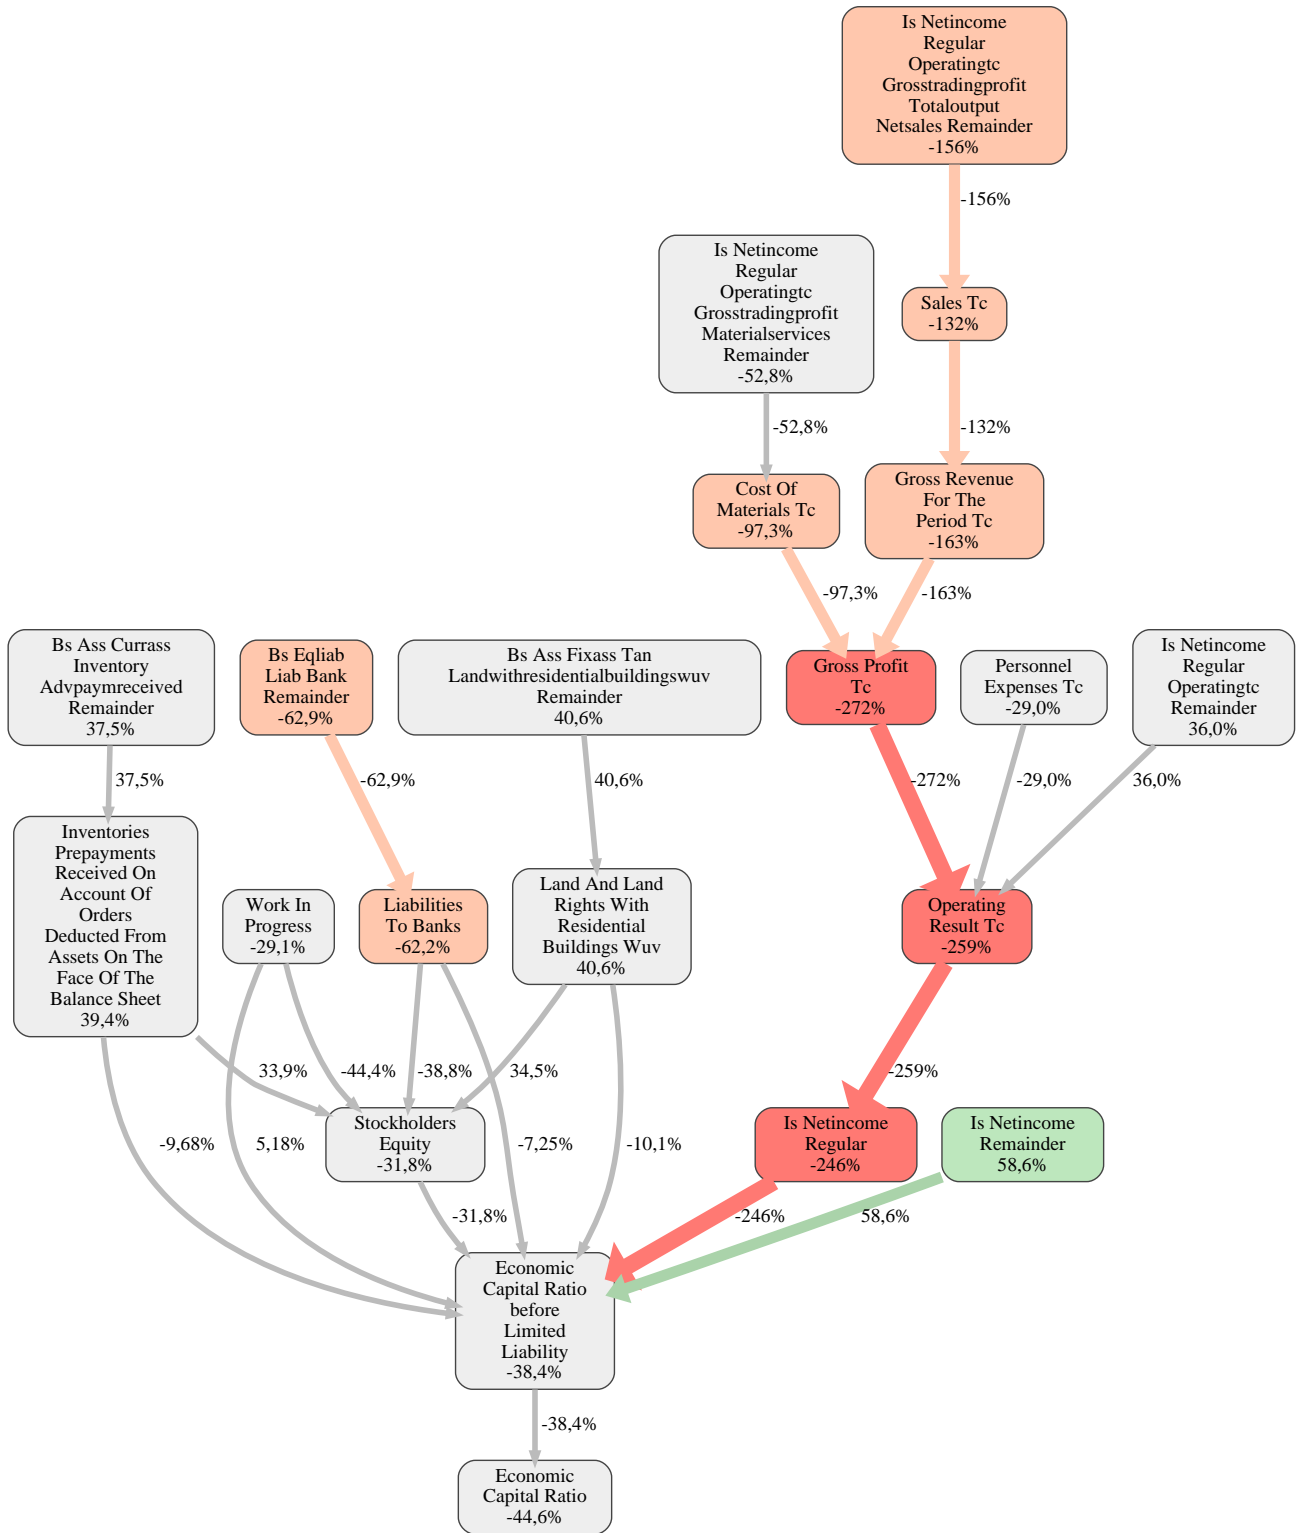 Is Netincome
Regular
Operatingtc
Grosstradingprofit
Totaloutput
Netsales Remainder
-156%
-156%
Is Netincome
Regular
Operatingtc
Grosstradingprofit
Materialservices
Remainder
-52,8%
Sales Tc
-132%
-52,8%
-132%
Cost Of
Materials Tc
-97,3%
Gross Revenue
For The
Period Tc
-163%
-97,3%
-163%
Bs Ass Currass
Inventory
Advpaymreceived
Remainder
37,5%
Bs Eqliab
Liab Bank
Remainder
-62,9%
Bs Ass Fixass Tan
Landwithresidentialbuildingswuv
Remainder
40,6%
Gross Profit
Tc
-272%
Personnel
Expenses Tc
-29,0%
Is Netincome
Regular
Operatingtc
Remainder
36,0%
37,5%
-62,9%
40,6%
-272%
-29,0%
36,0%
Inventories
Prepayments
Received On
Account Of
Orders
Deducted From
Assets On The
Face Of The
Balance Sheet
39,4%
Work In
Progress
-29,1%
Liabilities
To Banks
-62,2%
Land And Land
Rights With
Residential
Buildings Wuv
40,6%
Operating
Result Tc
-259%
33,9%
-44,4%
-38,8%
34,5%
-259%
-9,68%
5,18%
Stockholders
Equity
-31,8%
-7,25%
-10,1%
Is Netincome
Regular
-246%
Is Netincome
Remainder
58,6%
-31,8%
-246%
58,6%
Economic
Capital Ratio
before
Limited
Liability
-38,4%
-38,4%
Economic
Capital Ratio
-44,6%